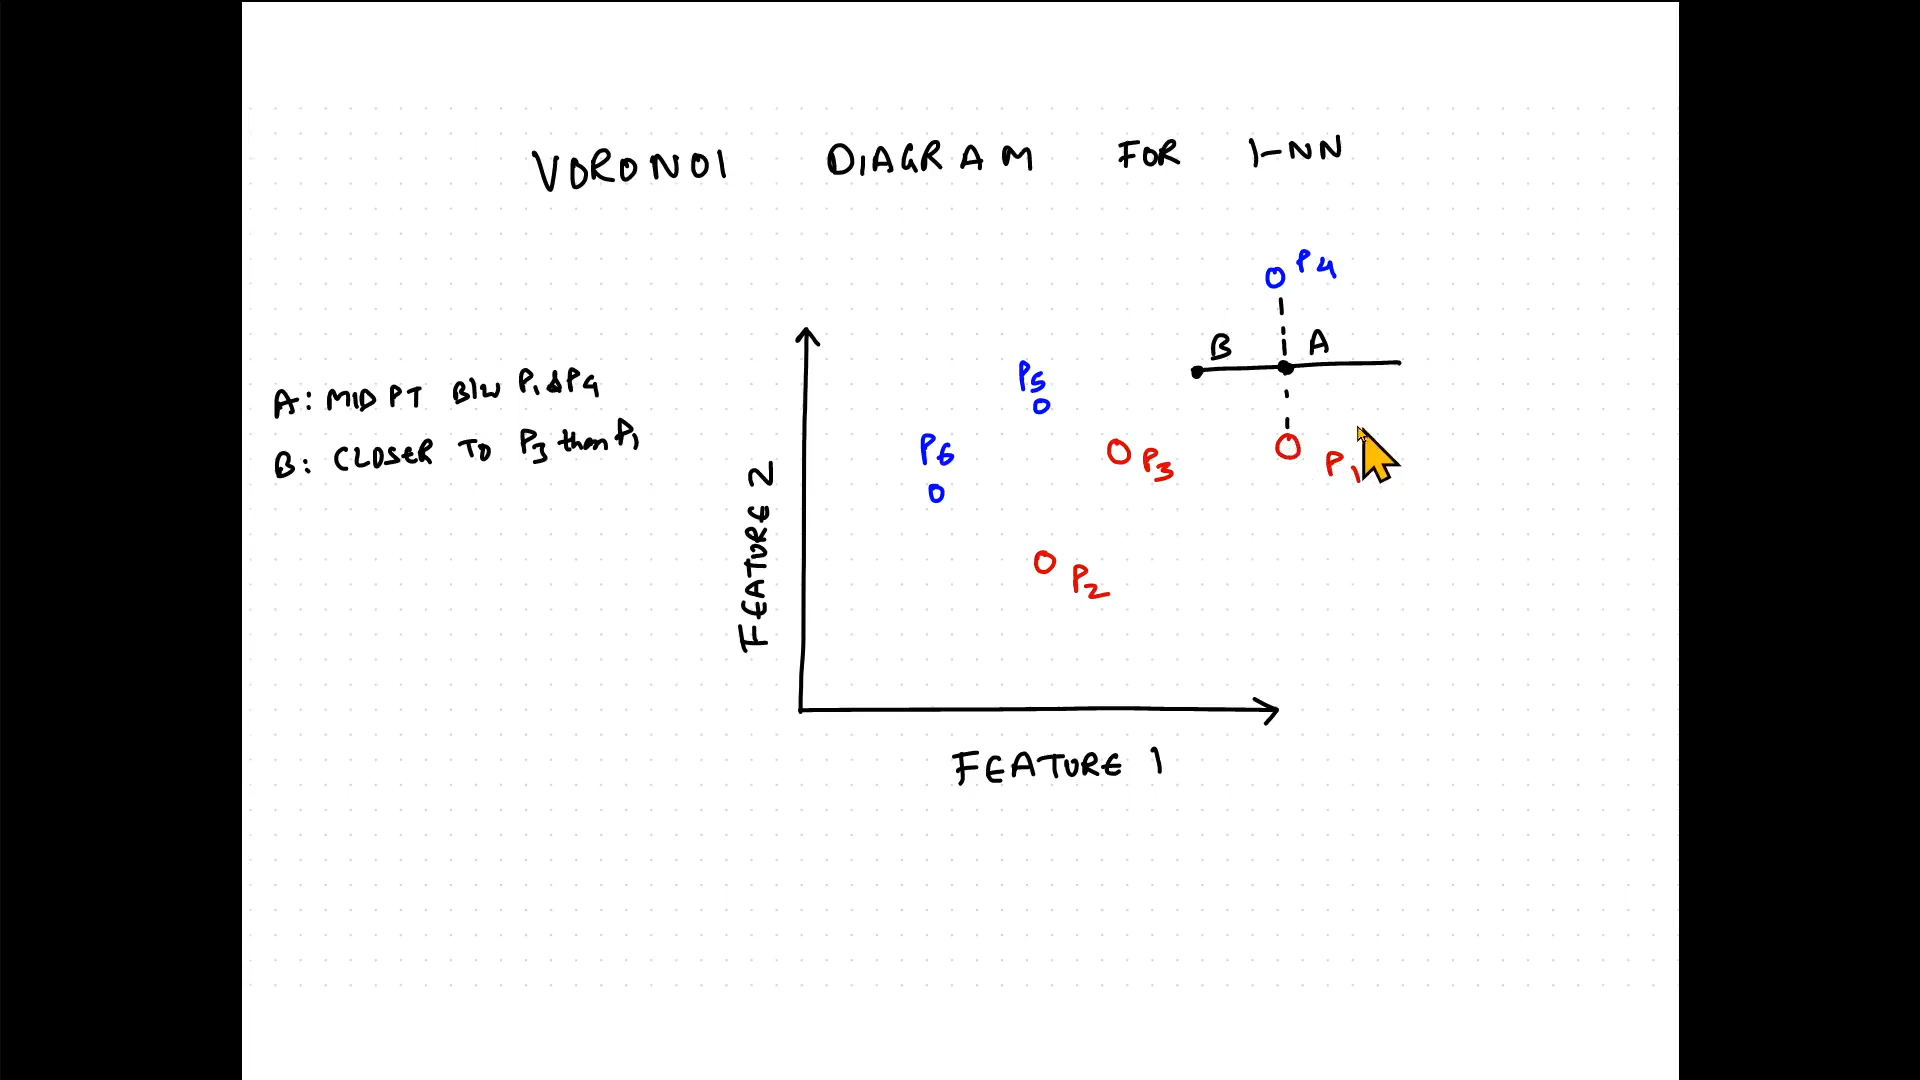 VORONOI DIAGRAM FOR 1-NN
P4
B A
A: MID PT B/W P1 & P4
B: CLOSER TO P3 than P1
P5
P6
P3
P1
P2
FEATURE 2
FEATURE 1